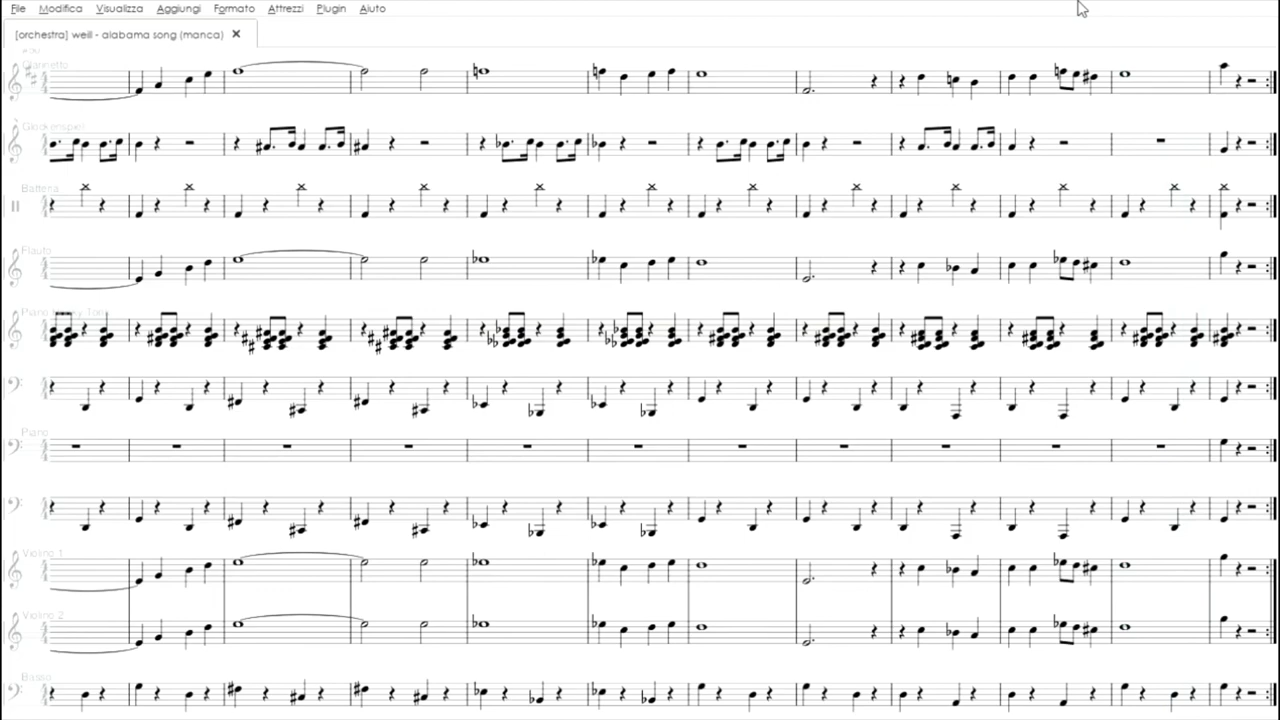 File Modifica Visualizza Aggiungi Formato Attrezzi Plugin Aiuto
[orchestra] weill - alabama song (manca) ×
Clarinetto
Glockenspiel
Batteria
Flauto
Piano
Piano
Violino 1
Violino 2
Basso